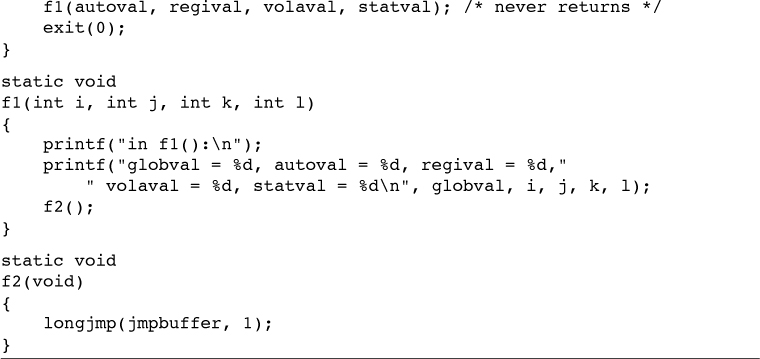 f1(autoval, regival, volaval, statval); /* never returns */
    exit(0);
}
static void
f1(int i, int j, int k, int l)
{
    printf("in f1():\n");
    printf("globval = %d, autoval = %d, regival = %d,"
        " volaval = %d, statval = %d\n", globval, i, j, k, l);
    f2();
}
static void
f2(void)
{
    longjmp(jmpbuffer, 1);
}